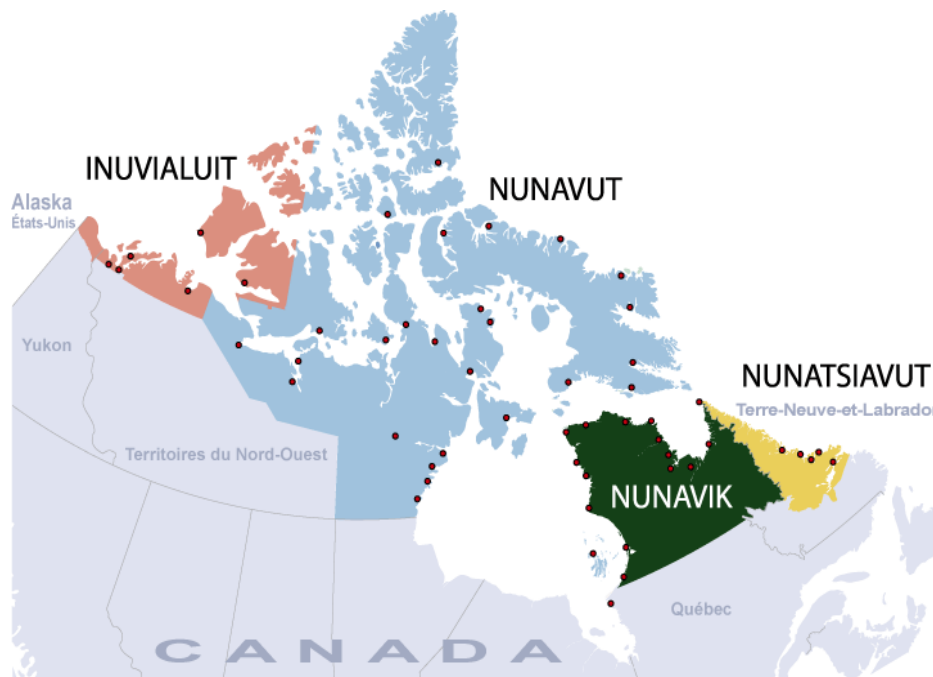 INUVIALUIT
NUNAVUT
Alaska
États-Unis
Yukon
NUNATSIAVUT
Terre-Neuve-et-Labrador
Territoires du Nord-Ouest
NUNAVIK
Québec
CANADA